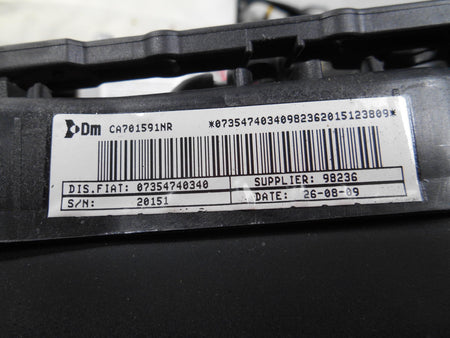 Dm CA701591NR *07354740340982362015123809*
DIS.FIAT: 07354740340 SUPPLIER: 98236
S/N: 20151 DATE: 26-08-09